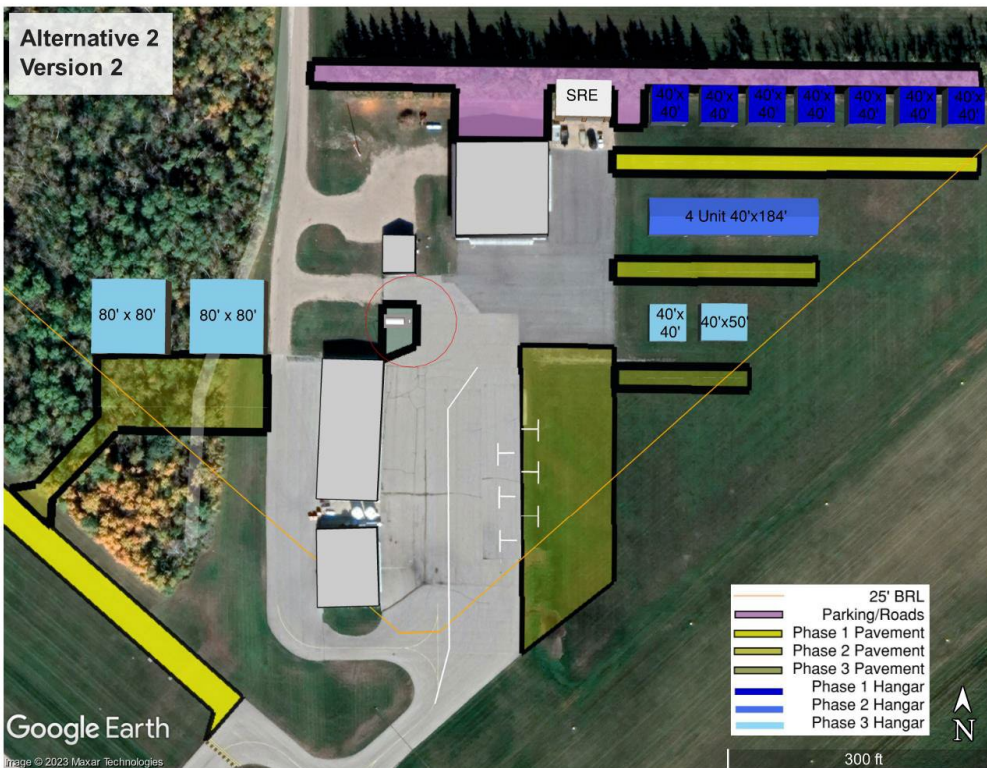 Alternative 2
Version 2
SRE
40'x
40'
40'x
40'
40'x
40'
40'x
40'
40'x
40'
40'x
40'
40'x
40'
4 Unit 40'x184'
80' x 80'
80' x 80'
40'x
40'
40'x50'
25' BRL
Parking/Roads
Phase 1 Pavement
Phase 2 Pavement
Phase 3 Pavement
Phase 1 Hangar
Phase 2 Hangar
Phase 3 Hangar
N
Google Earth
Image © 2023 Maxar Technologies
300 ft